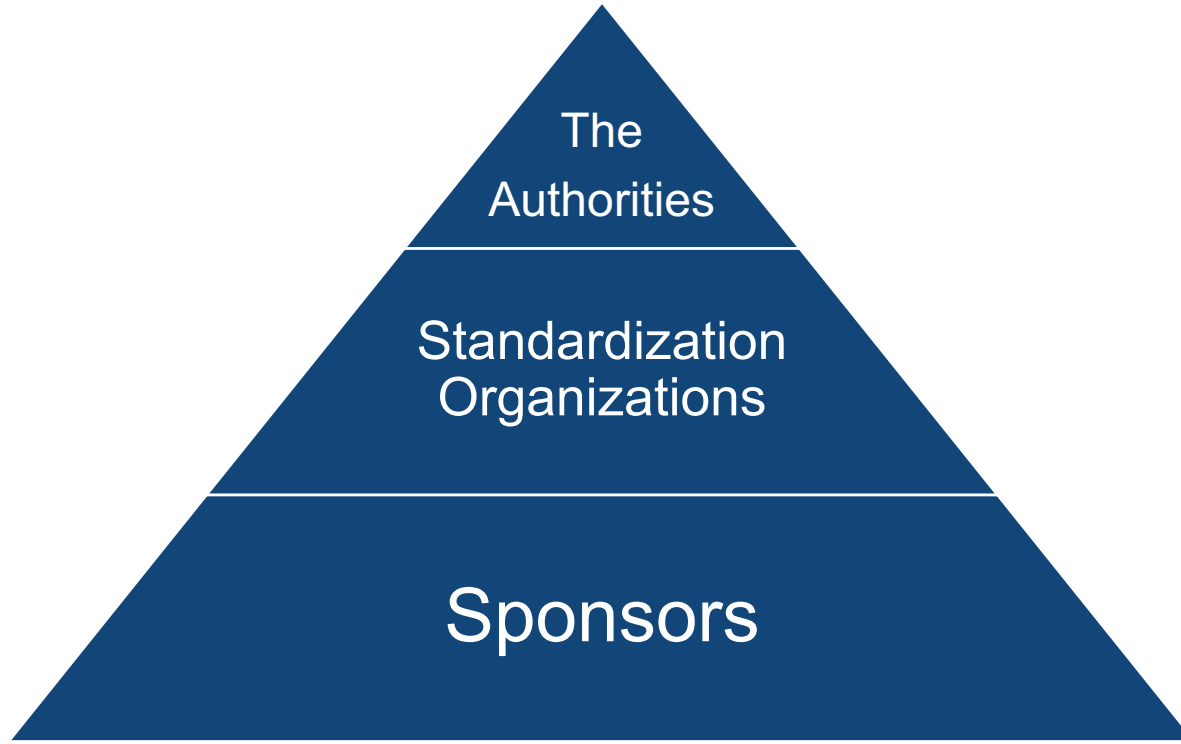 The
Authorities
Standardization
Organizations
Sponsors